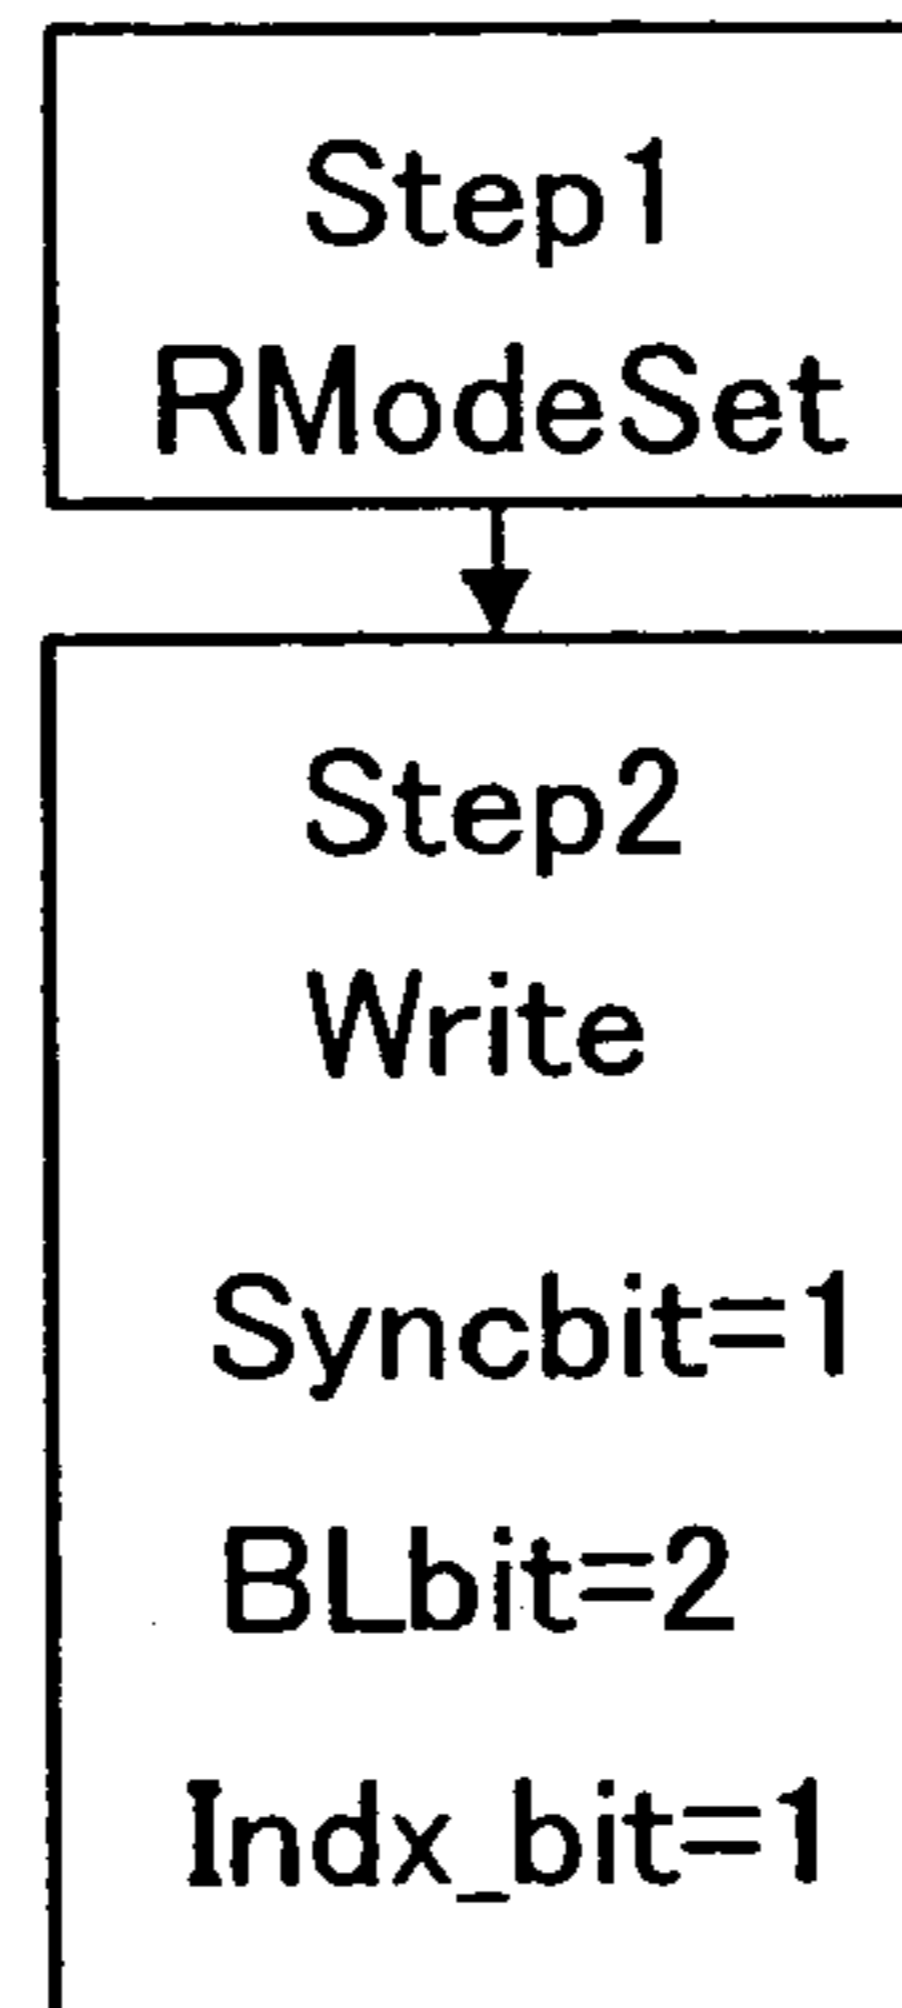 Step1
RModeSet
Step2
Write
Syncbit=1
BLbit=2
Indx_bit=1